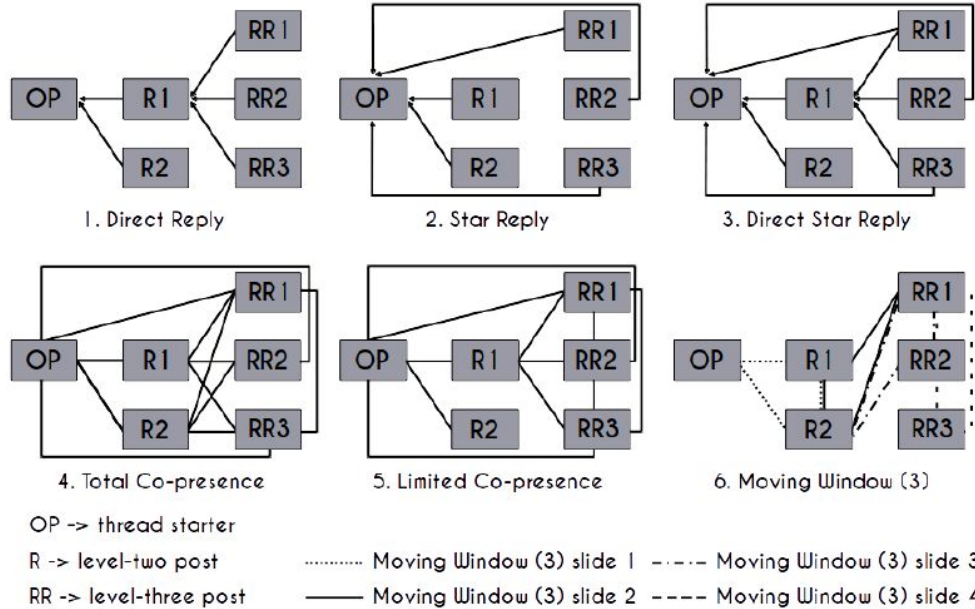 RR1 RR1 RR1
OP R1 RR2 OP R1 RR2 OP R1 RR2
R2 RR3 R2 RR3 R2 RR3
1. Direct Reply 2. Star Reply 3. Direct Star Reply
RR1 RR1 RR1
OP R1 RR2 OP R1 RR2 OP R1 RR2
R2 RR3 R2 RR3 R2 RR3
4. Total Co-presence 5. Limited Co-presence 6. Moving Window (3)
OP -> thread starter
R -> level-two post Moving Window (3) slide 1 Moving Window (3) slide 3
RR -> level-three post Moving Window (3) slide 2 Moving Window (3) slide 4